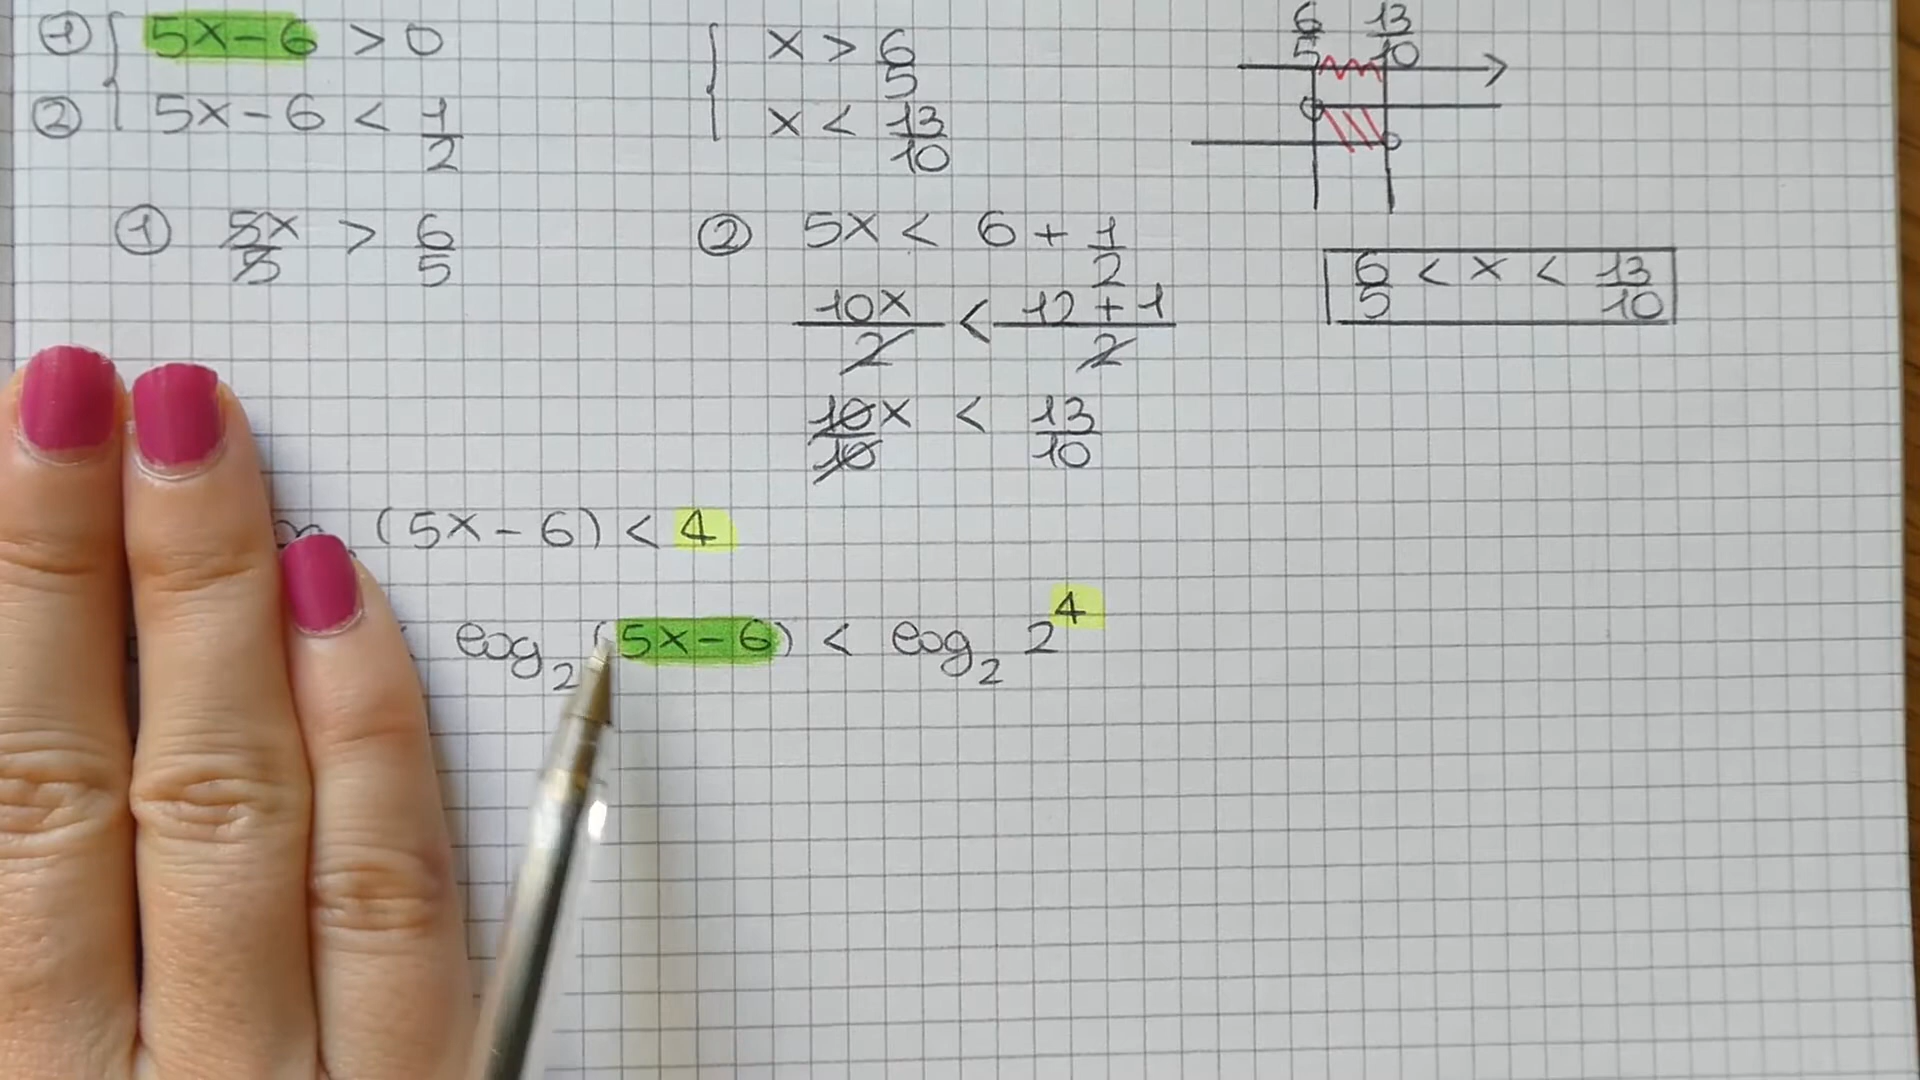 ① { 5x-6 > 0
② { 5x-6 < 1/2
{ x > 6/5
{ x < 13/10
6/5 13/10
① 5x/5 > 6/5
② 5x < 6 + 1/2
10x/2 < 12+1/2
10x/10 < 13/10
6/5 < x < 13/10
(5x-6) < 4
log₂(5x-6) < log₂ 2⁴